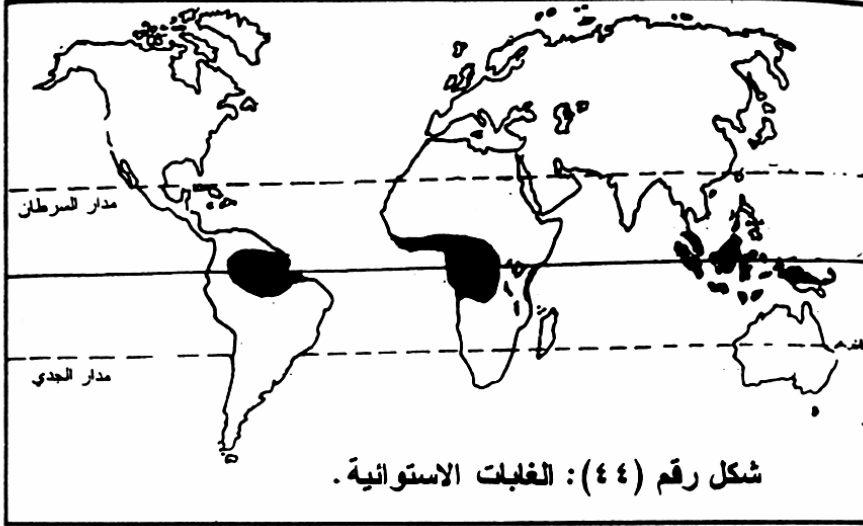 مدار السرطان
مدار الجدي
شكل رقم (٤٤): الغابات الاستوائية.